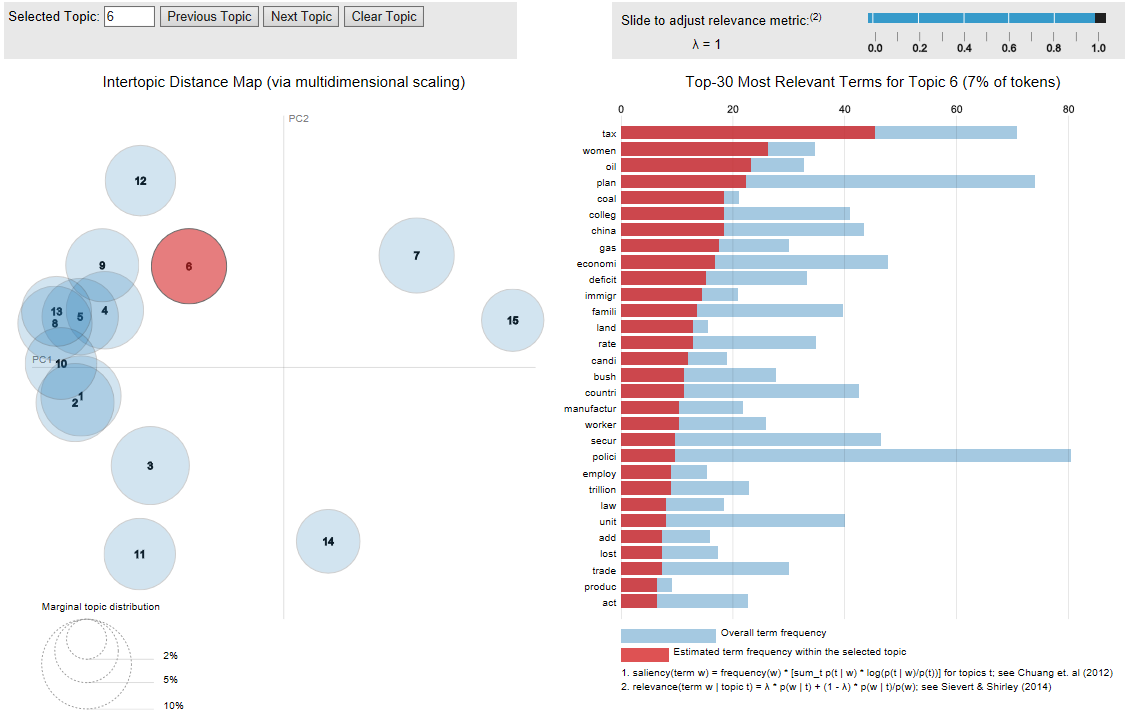 Selected Topic: 6 Previous Topic Next Topic Clear Topic
Slide to adjust relevance metric:(2)
λ = 1
0.0 0.2 0.4 0.6 0.8 1.0
Intertopic Distance Map (via multidimensional scaling)
PC2
12
9
6
7
13
4
5
8
15
PC1
10
1
2
3
14
11
Marginal topic distribution
2%
5%
10%
Top-30 Most Relevant Terms for Topic 6 (7% of tokens)
0 20 40 60 80
tax
women
oil
plan
coal
colleg
china
gas
economi
deficit
immigr
famili
land
rate
candi
bush
countri
manufactur
worker
secur
polici
employ
trillion
law
unit
add
lost
trade
produc
act
Overall term frequency
Estimated term frequency within the selected topic
1. saliency(term w) = frequency(w) * [sum_t p(t | w) * log(p(t | w)/p(t))] for topics t; see Chuang et. al (2012)
2. relevance(term w | topic t) = λ * p(w | t) + (1 - λ) * p(w | t)/p(w); see Sievert & Shirley (2014)